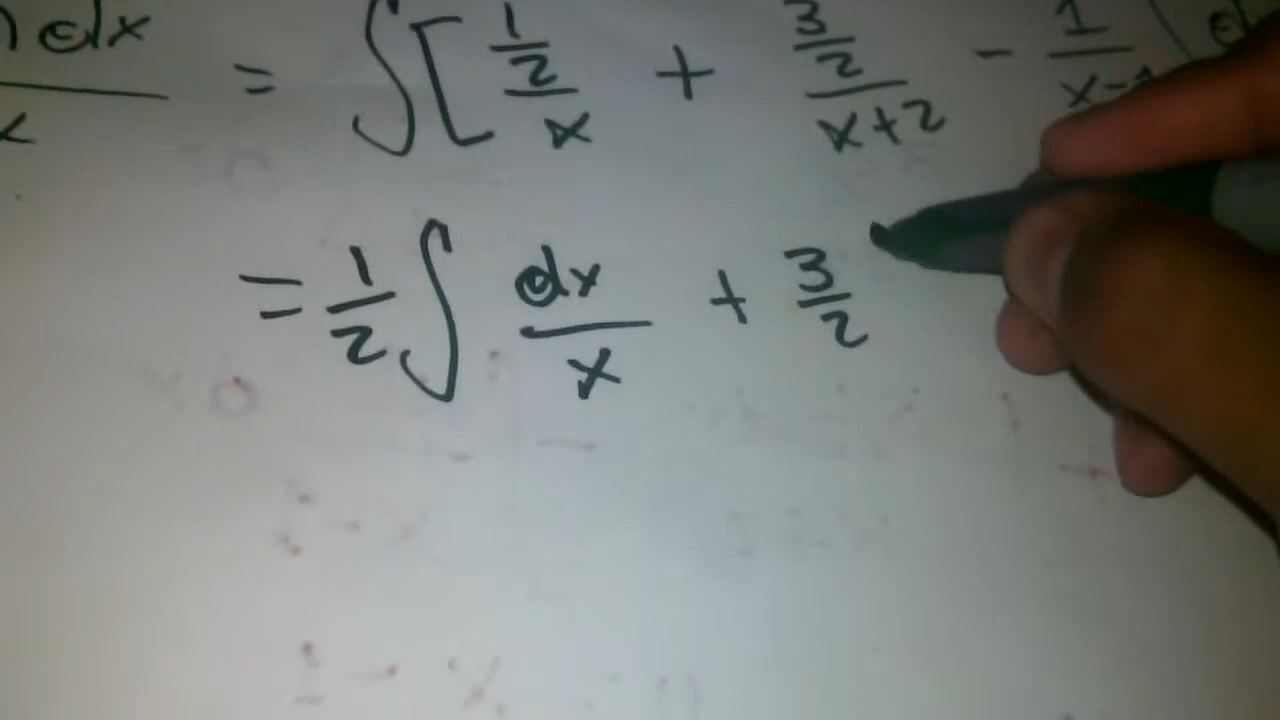 dx/x = ∫[ 1/2/x + 3/2/x+2 - 1/x-
= 1/2 ∫ dx/x + 3/2